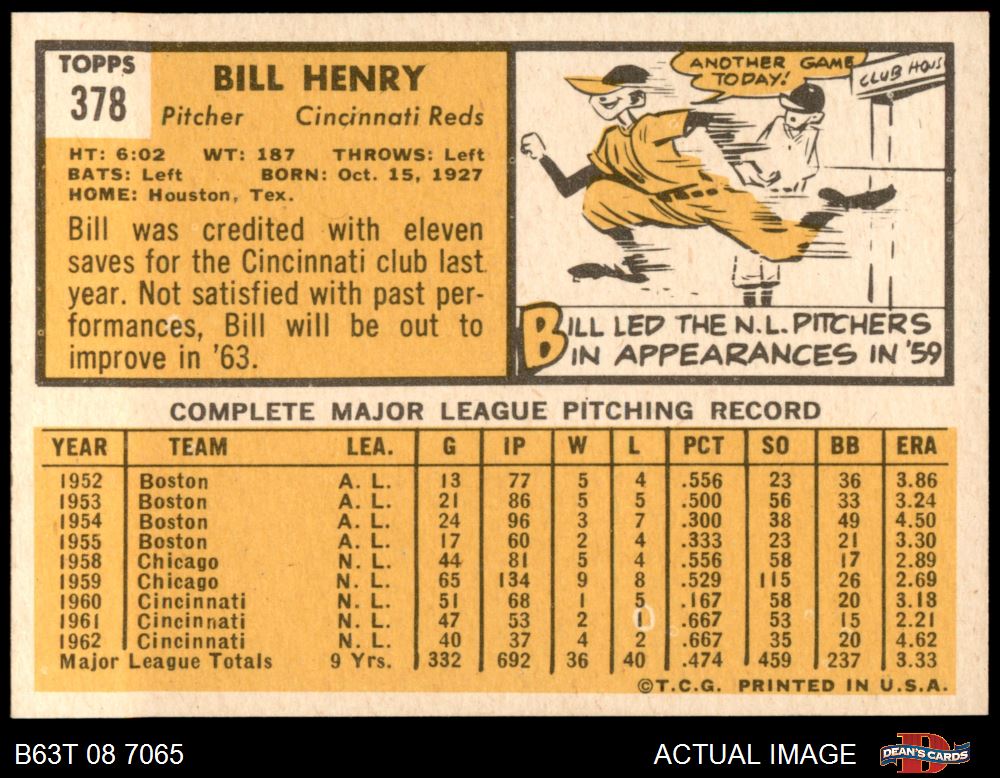 TOPPS
378
BILL HENRY
Pitcher Cincinnati Reds
HT: 6:02 WT: 187 THROWS: Left
BATS: Left BORN: Oct. 15, 1927
HOME: Houston, Tex.
Bill was credited with eleven
saves for the Cincinnati club last
year. Not satisfied with past per-
formances, Bill will be out to
improve in '63.
ANOTHER GAME
TODAY!
CLUB HOUS
BILL LED THE N.L. PITCHERS
IN APPEARANCES IN '59
COMPLETE MAJOR LEAGUE PITCHING RECORD
YEAR TEAM LEA. G IP W L PCT SO BB ERA
1952 Boston A. L. 13 77 5 4 .556 23 36 3.86
1953 Boston A. L. 21 86 5 5 .500 56 33 3.24
1954 Boston A. L. 24 96 3 7 .300 38 49 4.50
1955 Boston A. L. 17 60 2 4 .333 23 21 3.30
1958 Chicago N. L. 44 81 5 4 .556 58 17 2.89
1959 Chicago N. L. 65 134 9 8 .529 115 26 2.69
1960 Cincinnati N. L. 51 68 1 5 .167 58 20 3.18
1961 Cincinnati N. L. 47 53 2 1 .667 53 15 2.21
1962 Cincinnati N. L. 40 37 4 2 .667 35 20 4.62
Major League Totals 9 Yrs. 332 692 36 40 .474 459 237 3.33
©T.C.G. PRINTED IN U.S.A.
B63T 08 7065 ACTUAL IMAGE DEAN'S CARDS